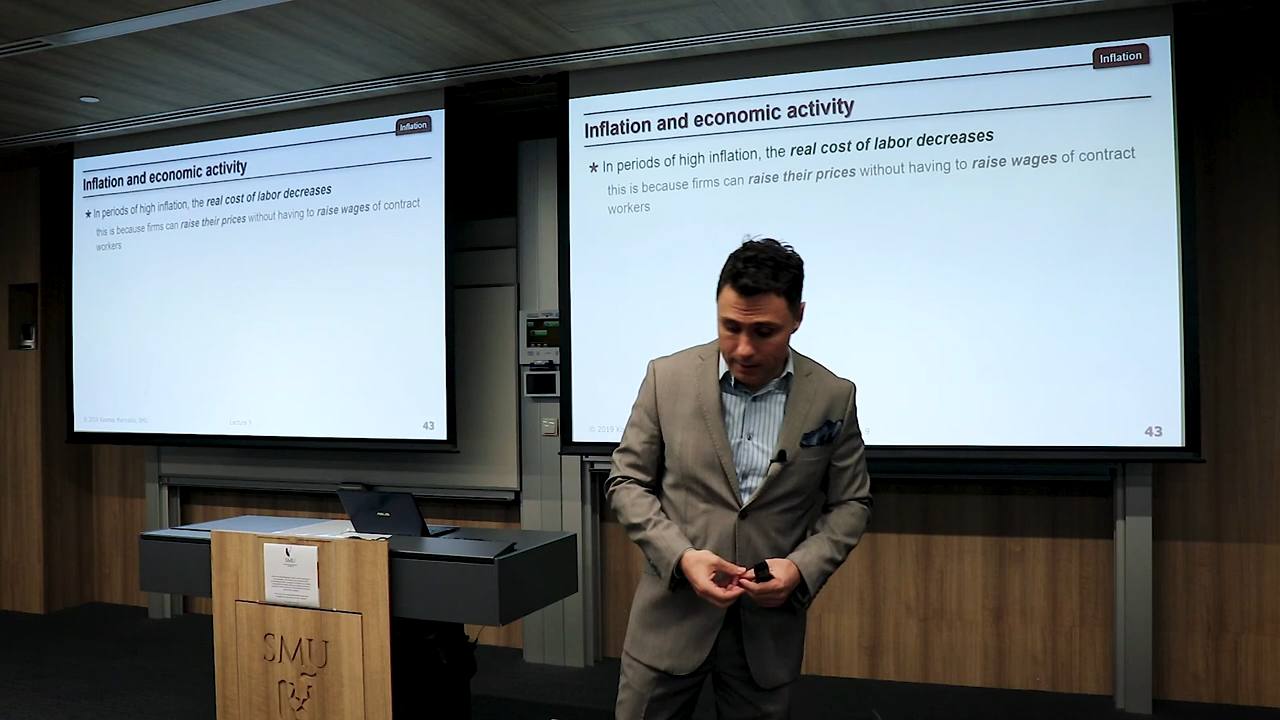 Inflation
Inflation and economic activity
★ In periods of high inflation, the real cost of labor decreases
this is because firms can raise their prices without having to raise wages of contract
workers
43
Inflation
Inflation and economic activity
★ In periods of high inflation, the real cost of labor decreases
this is because firms can raise their prices without having to raise wages of contract
workers
© 2019
43
ASUS
SMU
SMU